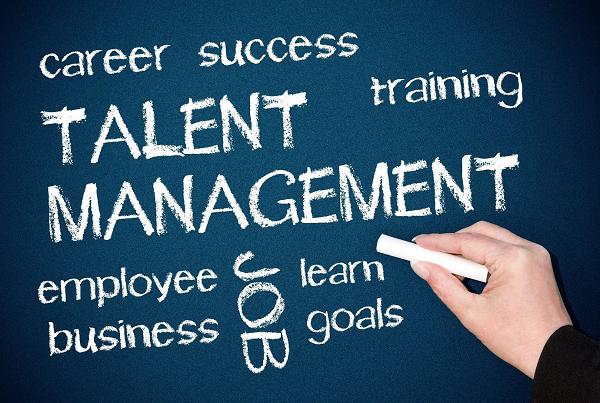 career success
training
TALENT
MANAGEMENT
employee
JOB
learn
business
goals